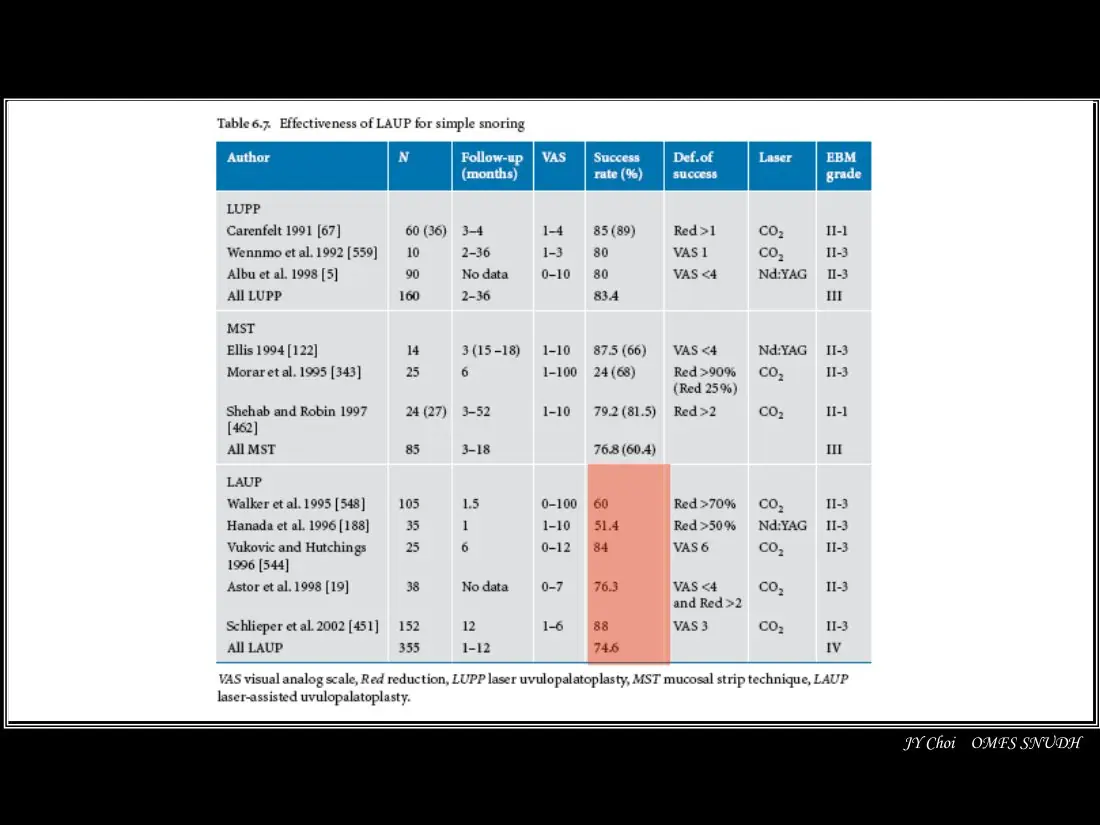 Table 6.7. Effectiveness of LAUP for simple snoring
Author N Follow-up (months) VAS Success rate (%) Def. of success Laser EBM grade
LUPP
Carenfelt 1991 [67] 60 (36) 3–4 1–4 85 (89) Red >1 CO₂ II-1
Wennmo et al. 1992 [559] 10 2–36 1–3 80 VAS 1 CO₂ II-3
Albu et al. 1998 [5] 90 No data 0–10 80 VAS <4 Nd:YAG II-3
All LUPP 160 2–36 83.4 III
MST
Ellis 1994 [122] 14 3 (15–18) 1–10 87.5 (66) VAS <4 Nd:YAG II-3
Morar et al. 1995 [343] 25 6 1–100 24 (68) Red >90% (Red 25%) CO₂ II-3
Shehab and Robin 1997 [462] 24 (27) 3–52 1–10 79.2 (81.5) Red >2 CO₂ II-1
All MST 85 3–18 76.8 (60.4) III
LAUP
Walker et al. 1995 [548] 105 1.5 0–100 60 Red >70% CO₂ II-3
Hanada et al. 1996 [188] 35 1 1–10 51.4 Red >50% Nd:YAG II-3
Vukovic and Hutchings 1996 [544] 25 6 0–12 84 VAS 6 CO₂ II-3
Astor et al. 1998 [19] 38 No data 0–7 76.3 VAS <4 and Red >2 CO₂ II-3
Schlieper et al. 2002 [451] 152 12 1–6 88 VAS 3 CO₂ II-3
All LAUP 355 1–12 74.6 IV
VAS visual analog scale, Red reduction, LUPP laser uvulopalatoplasty, MST mucosal strip technique, LAUP
laser-assisted uvulopalatoplasty.
JY Choi OMFS SNUDH